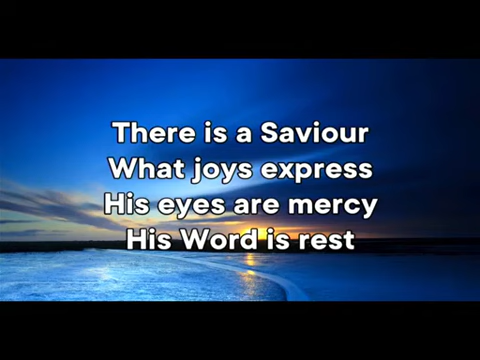 There is a Saviour
What joys express
His eyes are mercy
His Word is rest